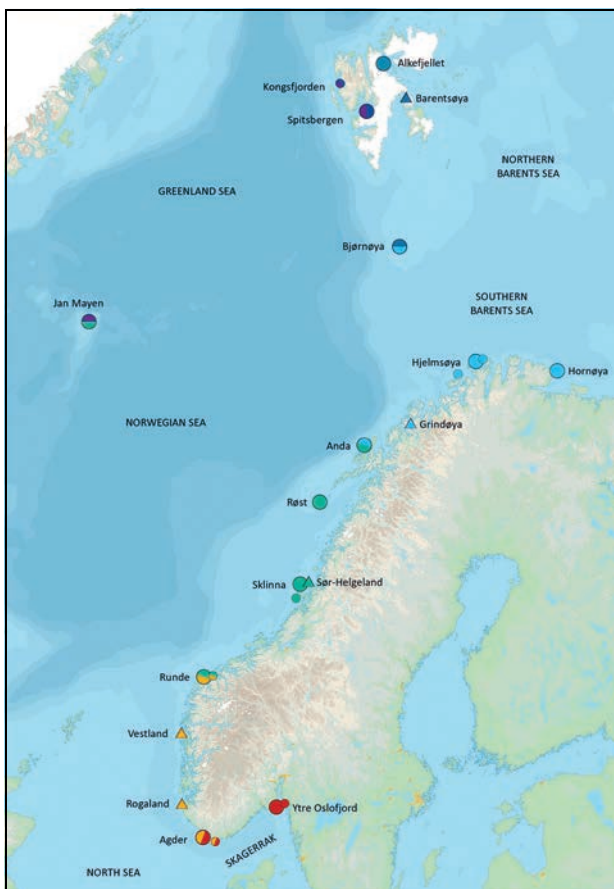 Alkefjellet
Kongsfjorden
Barentsøya
Spitsbergen
NORTHERN
BARENTS SEA
GREENLAND SEA
Bjørnøya
SOUTHERN
BARENTS SEA
Jan Mayen
Hjelmsøya
Hornøya
NORWEGIAN SEA
Grindøya
Anda
Røst
Sklinna
Sør-Helgeland
Runde
Vestland
Rogaland
Ytre Oslofjord
Agder
SKAGERRAK
NORTH SEA